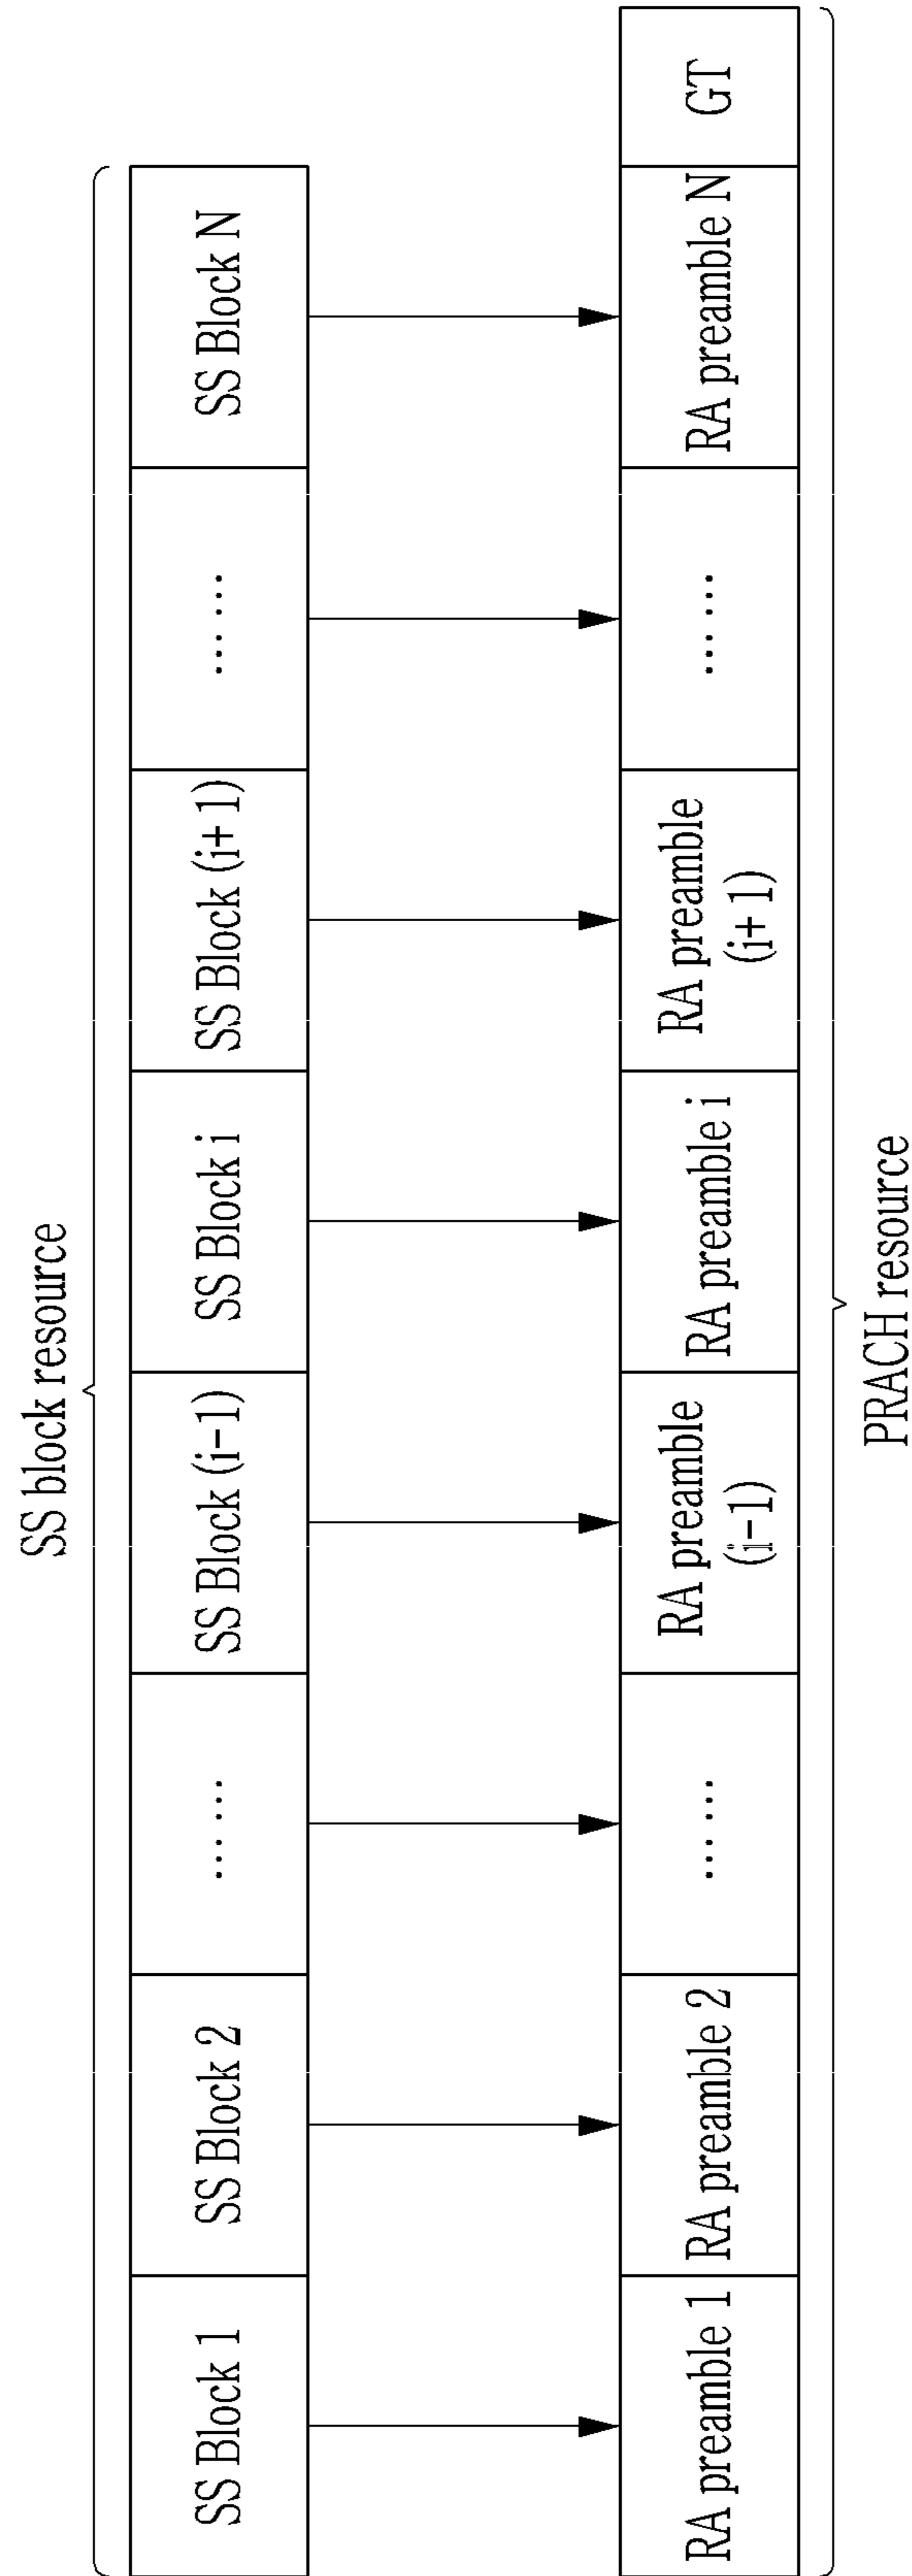 SS block resource
SS Block 1
SS Block 2
... ...
SS Block (i−1)
SS Block i
SS Block (i+1)
... ...
SS Block N
RA preamble 1
RA preamble 2
... ...
RA preamble
(i−1)
RA preamble i
RA preamble
(i+1)
... ...
RA preamble N
GT
PRACH resource